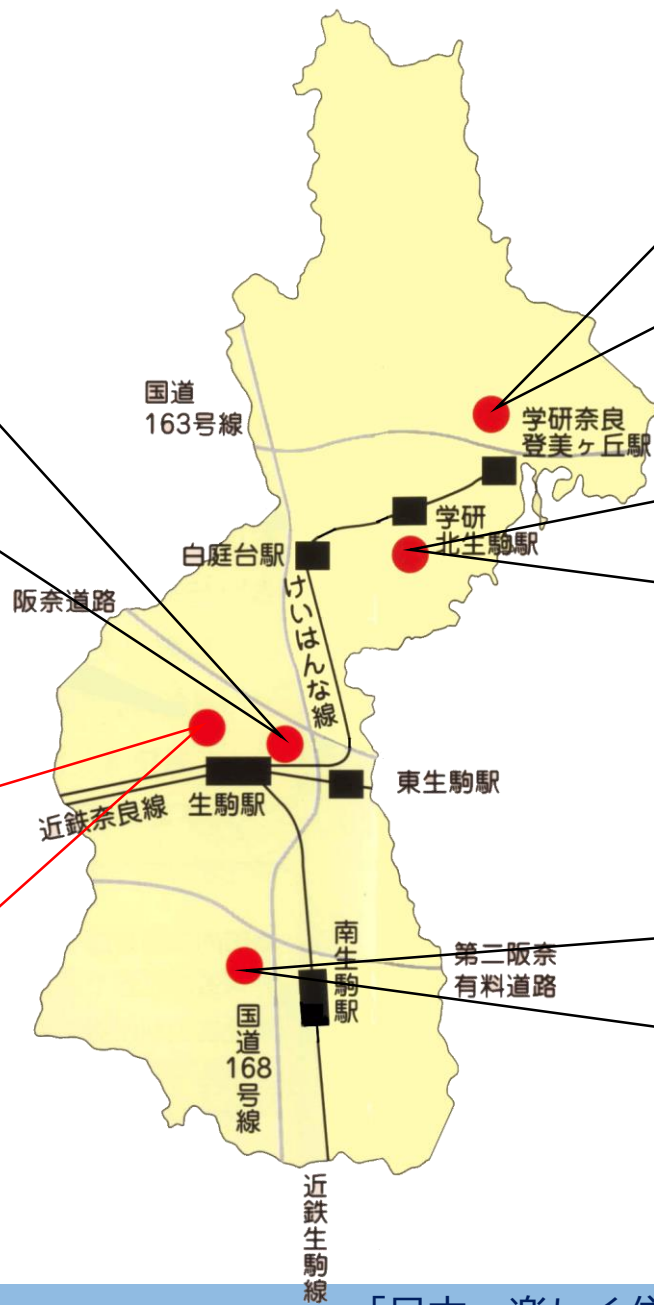 国道
163号線
学研奈良
登美ヶ丘駅
学研
北生駒駅
白庭台駅
けいはんな線
阪奈道路
東生駒駅
生駒駅
近鉄奈良線
南生駒駅
第二阪奈
有料道路
国道168号線
近鉄生駒線